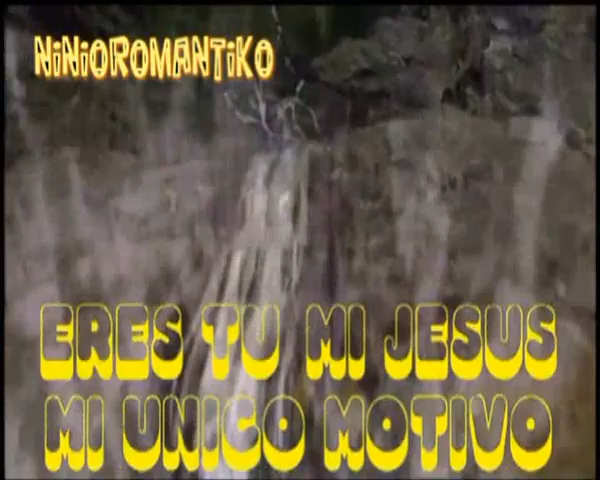 NiNiOROMANTiKO
ERES TU MI JESUS
MI UNICO MOTIVO